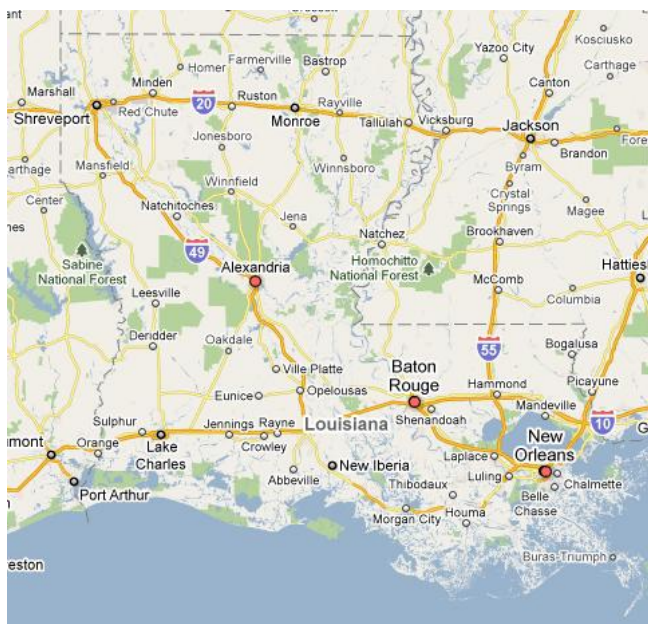 Kosciusko
Yazoo City
Carthage
Bastrop
Farmerville
Homer
Minden
Marshall
Canton
Ruston
Rayville
20
Red Chute
Shreveport
Monroe
Tallulah
Vicksburg
Jackson
Brandon
Fore
Jonesboro
Byram
Winnsboro
arthage
Mansfield
Winnfield
Crystal
Springs
Center
Natchitoches
Magee
Jena
nes
Natchez
Brookhaven
49
Sabine
National Forest
Alexandria
Homochitto
National Forest
Hatties
McComb
Leesville
Columbia
Deridder
Oakdale
55
Bogalusa
Ville Platte
Baton
Rouge
Opelousas
Eunice
Hammond
Picayune
Mandeville
Shenandoah
10
Louisiana
Sulphur
Jennings
Rayne
Crowley
New
Orleans
G
umont
Orange
Lake
Charles
Laplace
New Iberia
Luling
Abbeville
Thibodaux
Chalmette
Port Arthur
Belle
Chasse
Morgan City
Houma
Buras-Triumph
eston